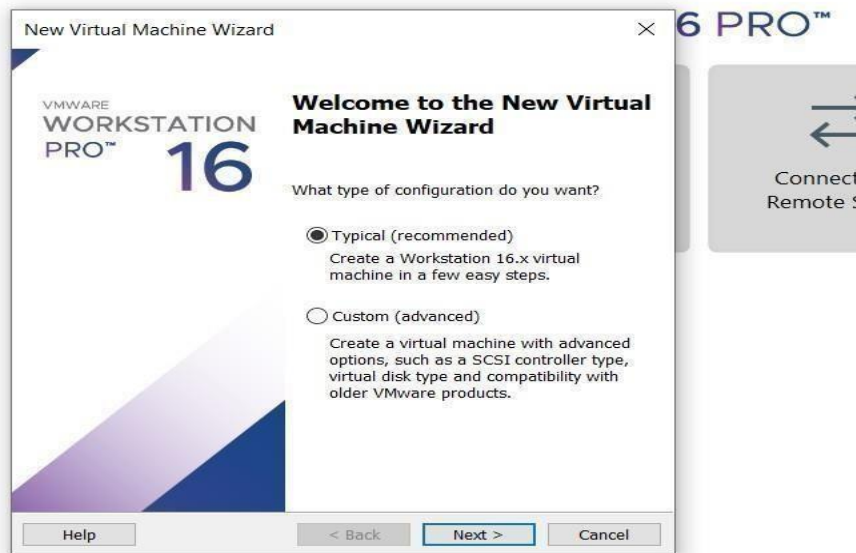 New Virtual Machine Wizard
6 PRO™
VMWARE
WORKSTATION
PRO™ 16
Welcome to the New Virtual
Machine Wizard
What type of configuration do you want?
Typical (recommended)
Create a Workstation 16.x virtual
machine in a few easy steps.
Custom (advanced)
Create a virtual machine with advanced
options, such as a SCSI controller type,
virtual disk type and compatibility with
older VMware products.
Connect
Remote S
Help
< Back
Next >
Cancel